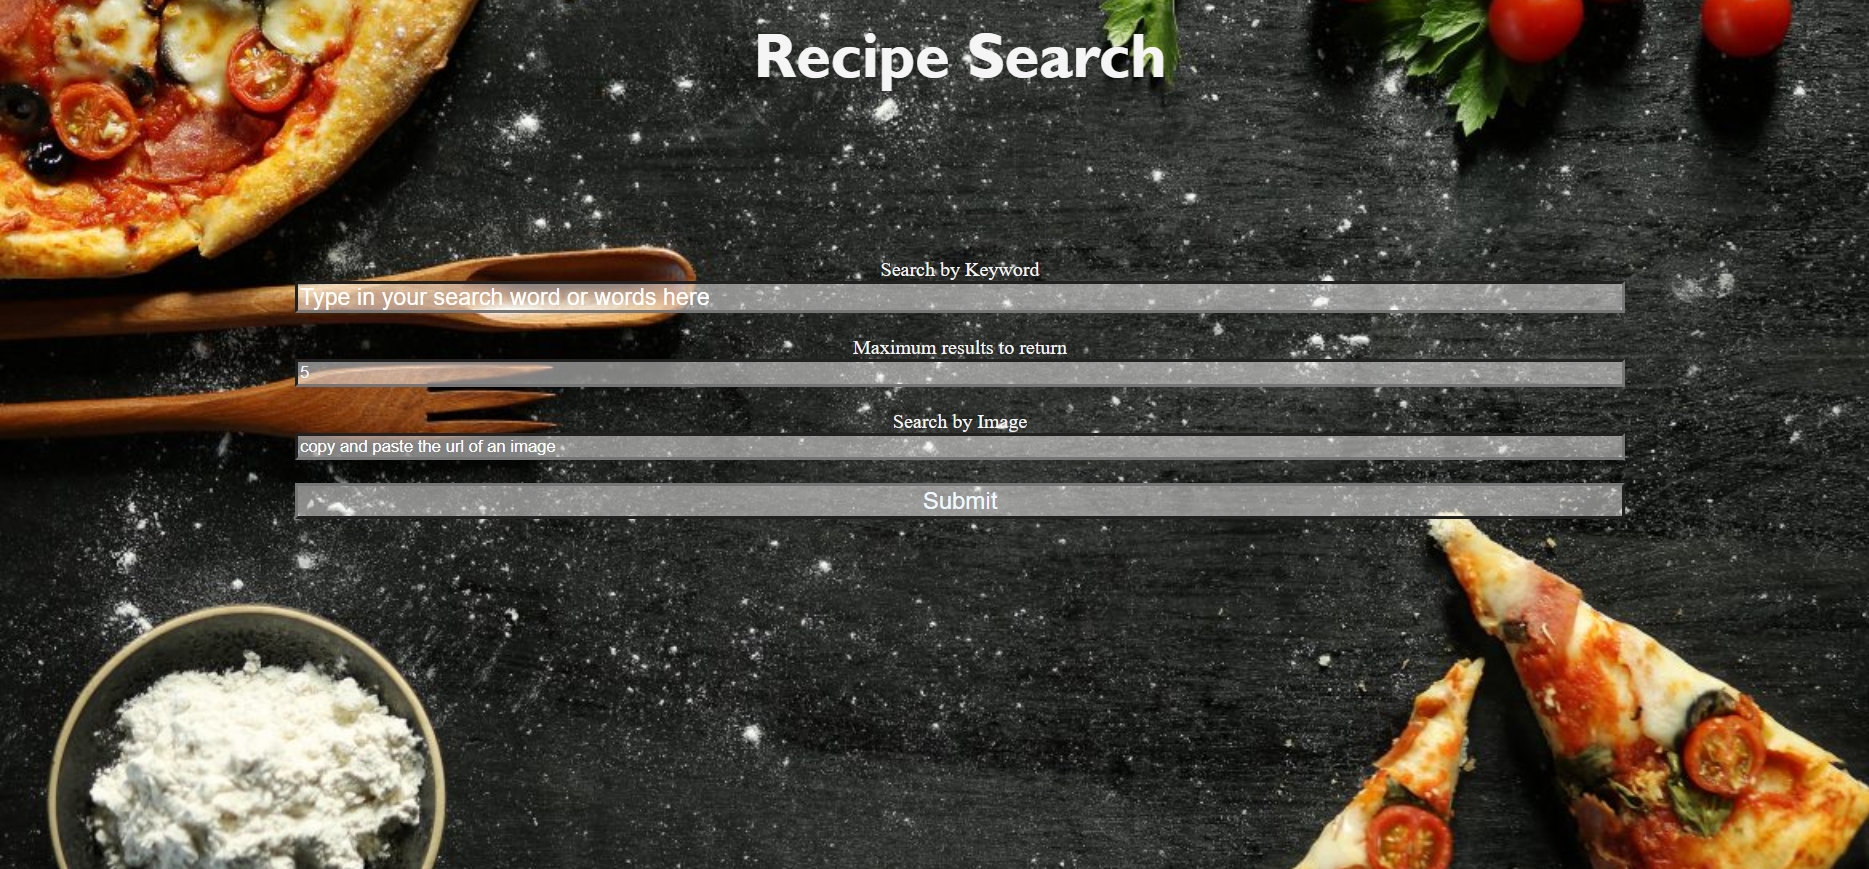 Recipe Search
Search by Keyword
Type in your search word or words here
Maximum results to return
5
Search by Image
copy and paste the url of an image
Submit